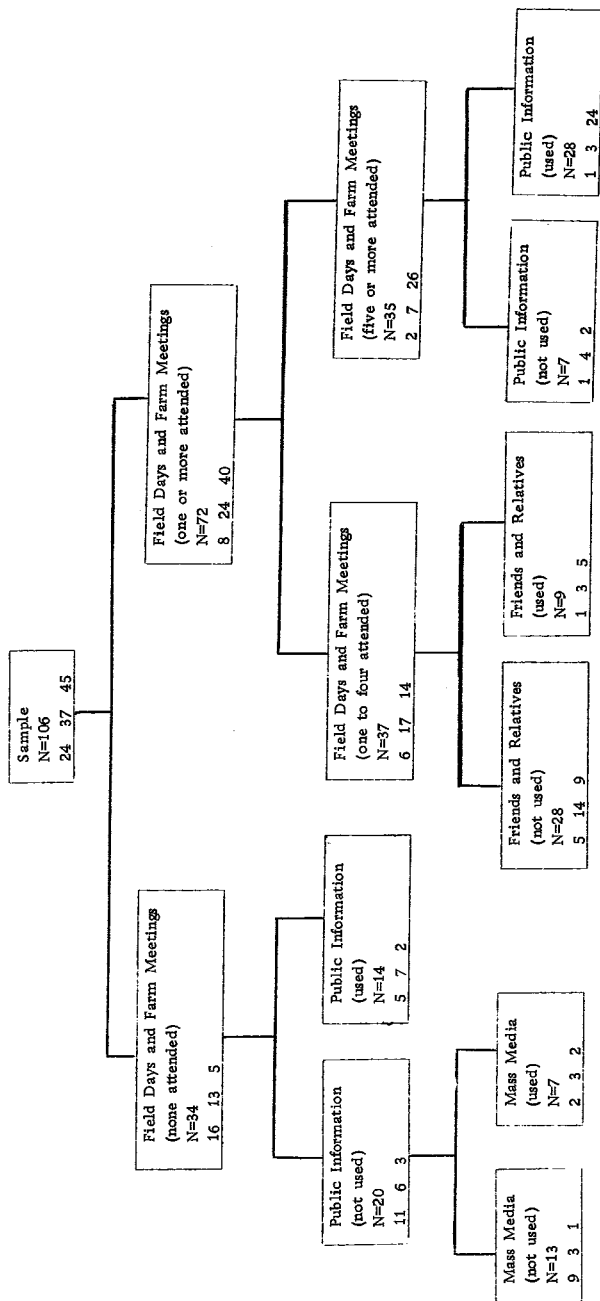 Sample
N=106
24 37 45
Field Days and Farm Meetings
(none attended)
N=34
16 13 5
Field Days and Farm Meetings
(one or more attended)
N=72
8 24 40
Public Information
(not used)
N=20
11 6 3
Public Information
(used)
N=14
5 7 2
Field Days and Farm Meetings
(one to four attended)
N=37
6 17 14
Field Days and Farm Meetings
(five or more attended)
N=35
2 7 26
Mass Media
(not used)
N=13
9 3 1
Mass Media
(used)
N=7
2 3 2
Friends and Relatives
(not used)
N=28
5 14 9
Friends and Relatives
(used)
N=9
1 3 5
Public Information
(not used)
N=7
1 4 2
Public Information
(used)
N=28
1 3 24